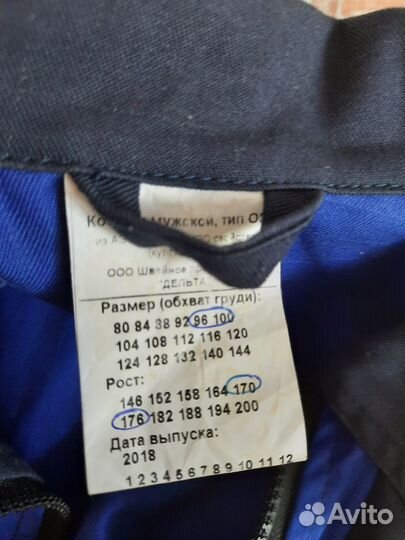 мужской, тип
ООО Швейное
"ДЕЛЬТА
Размер (обхват груди):
80 84 88 92 96 100
104 108 112 116 120
124 128 132 140 144
Рост:
146 152 158 164 170
176 182 188 194 200
Дата выпуска:
2018
1 2 3 4 5 6 7 8 9 10 11 12
Avito